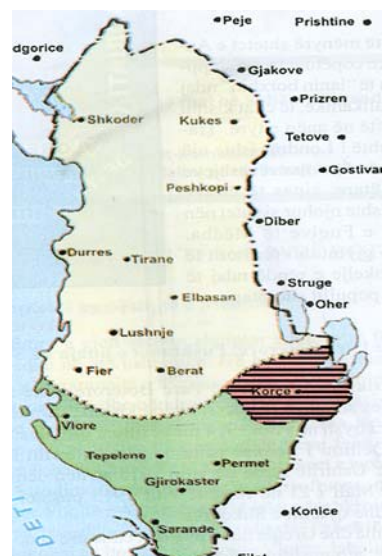 Peje
Prishtine
dgorice
Gjakove
Prizren
Shkoder
Kukes
Tetove
Gostivar
Peshkopi
Diber
Durres
Tirane
Elbasan
Struge
Oher
Lushnje
Fier
Berat
Korçe
Vlore
Tepelene
Permet
Gjirokaster
Konice
Sarande
DETI